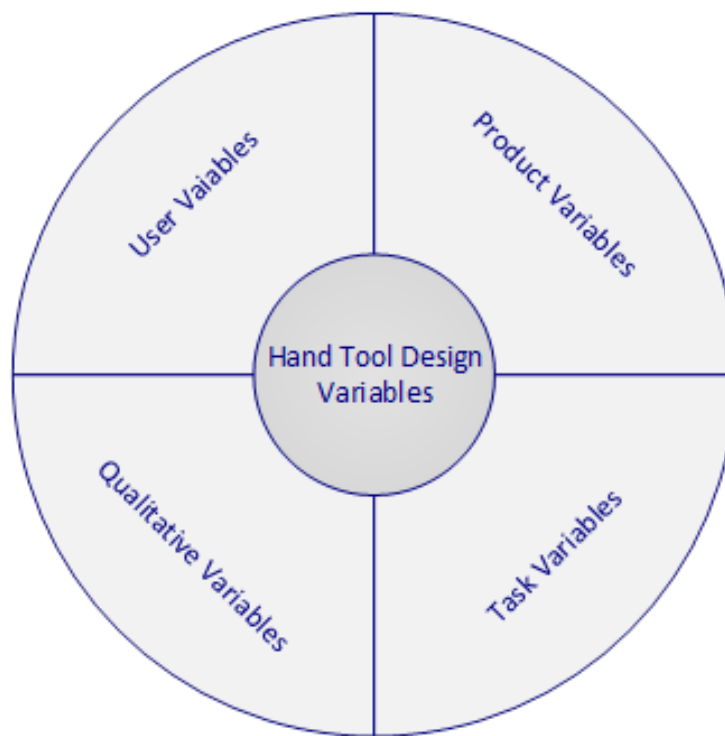 User Vaiables
Product Variables
Hand Tool Design
Variables
Qualitative Variables
Task Variables